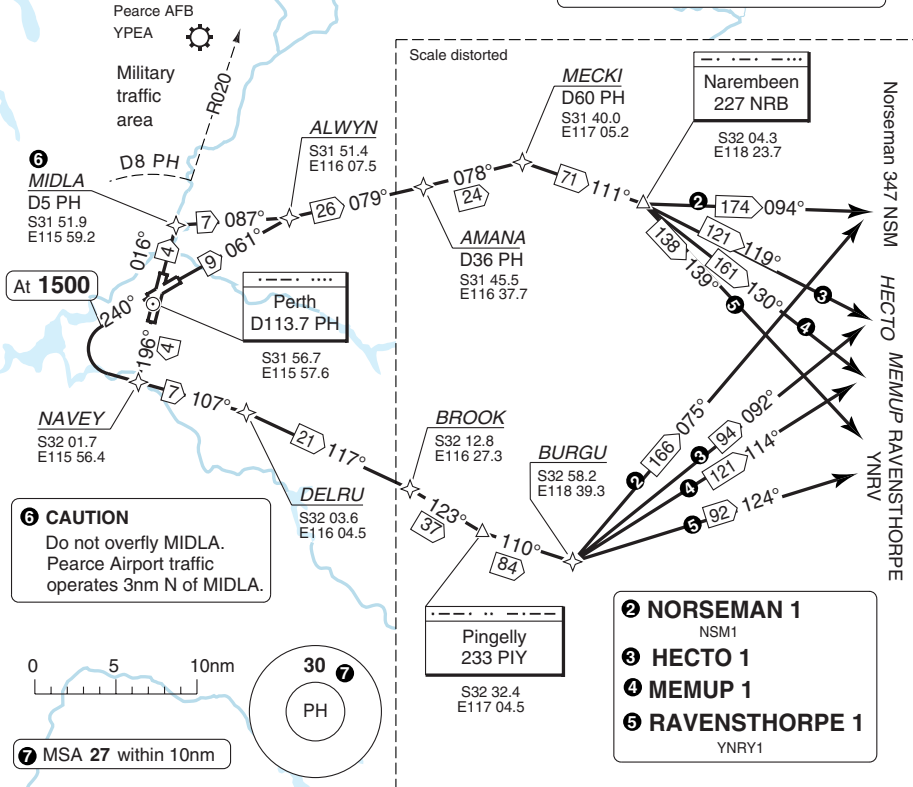 Pearce AFB
YPEA
Military
traffic
area
R020
D8 PH
6
MIDLA
D5 PH
S31 51.9
E115 59.2
ALWYN
S31 51.4
E116 07.5
Scale distorted
MECKI
D60 PH
S31 40.0
E117 05.2
Narembeen
227 NRB
S32 04.3
E118 23.7
Norseman 347 NSM
7 087°
26 079°
078°
24
71 111°
2 174 094°
016°
4
9 061°
AMANA
D36 PH
S31 45.5
E116 37.7
121 119°
3
161 130°
4
138 139°
5
At 1500
240°
Perth
D113.7 PH
S31 56.7
E115 57.6
196°
4
HECTO
MEMUP
RAVENSTHORPE
YNRV
NAVEY
S32 01.7
E115 56.4
7 107°
21 117°
DELRU
S32 03.6
E116 04.5
BROOK
S32 12.8
E116 27.3
123°
37
BURGU
S32 58.2
E118 39.3
110°
84
2 166 075°
3 94 092°
4 121 114°
5 92 124°
6 CAUTION
Do not overfly MIDLA.
Pearce Airport traffic
operates 3nm N of MIDLA.
Pingelly
233 PIY
S32 32.4
E117 04.5
0 5 10nm
30 7
PH
7 MSA 27 within 10nm
2 NORSEMAN 1
NSM1
3 HECTO 1
4 MEMUP 1
5 RAVENSTHORPE 1
YNRY1